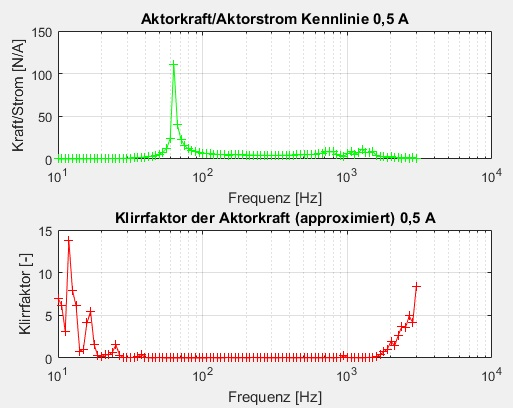 Aktorkraft/Aktorstrom Kennlinie 0,5 A
150
100
50
0
Kraft/Strom [N/A]
10^1
10^2
10^3
10^4
Frequenz [Hz]
Klirrfaktor der Aktorkraft (approximiert) 0,5 A
15
10
5
0
Klirrfaktor [-]
10^1
10^2
10^3
10^4
Frequenz [Hz]